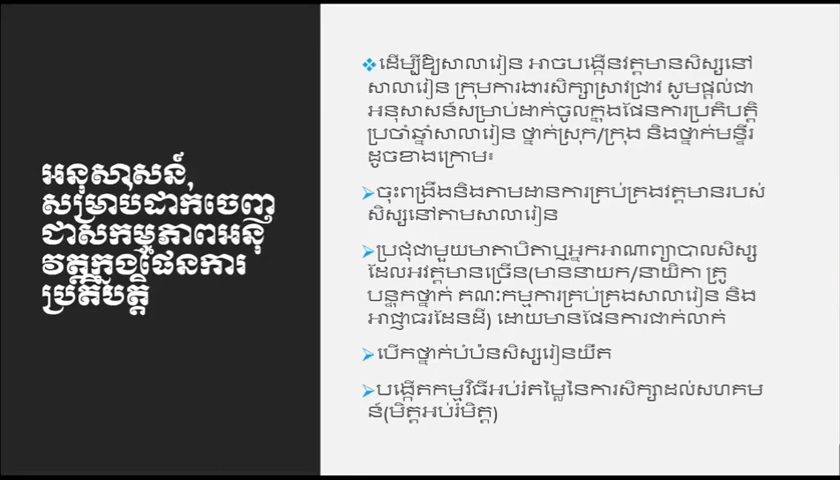 អនុសាសន៍
សម្រាប់ដាក់ចេញ
ជាសកម្មភាពអនុ
វត្តក្នុងផែនការ
ប្រតិបត្តិ
❖ដើម្បីឱ្យសាលារៀន អាចបង្កើនវត្តមានសិស្សនៅ
សាលារៀន ក្រុមការងារសិក្សាស្រាវជ្រាវ សូមផ្តល់ជា
អនុសាសន៍សម្រាប់ដាក់ចូលក្នុងផែនការប្រតិបត្តិ
ប្រចាំឆ្នាំសាលារៀន ថ្នាក់ស្រុក/ក្រុង និងថ្នាក់មន្ទីរ
ដូចខាងក្រោម៖
➢ចុះពង្រឹងនិងតាមដានការគ្រប់គ្រងវត្តមានរបស់
សិស្សនៅតាមសាលារៀន
➢ប្រជុំជាមួយមាតាបិតាឬអ្នកអាណាព្យាបាលសិស្ស
ដែលអវត្តមានច្រើន(មាននាយក/នាយិកា គ្រូ
បន្ទុកថ្នាក់ គណៈកម្មការគ្រប់គ្រងសាលារៀន និង
អាជ្ញាធរដែនដី) ដោយមានផែនការជាក់លាក់
➢បើកថ្នាក់បំប៉នសិស្សរៀនយឺត
➢បង្កើតកម្មវិធីអប់រំតម្លៃនៃការសិក្សាដល់សហគម
ន៍(មិត្តអប់រំមិត្ត)